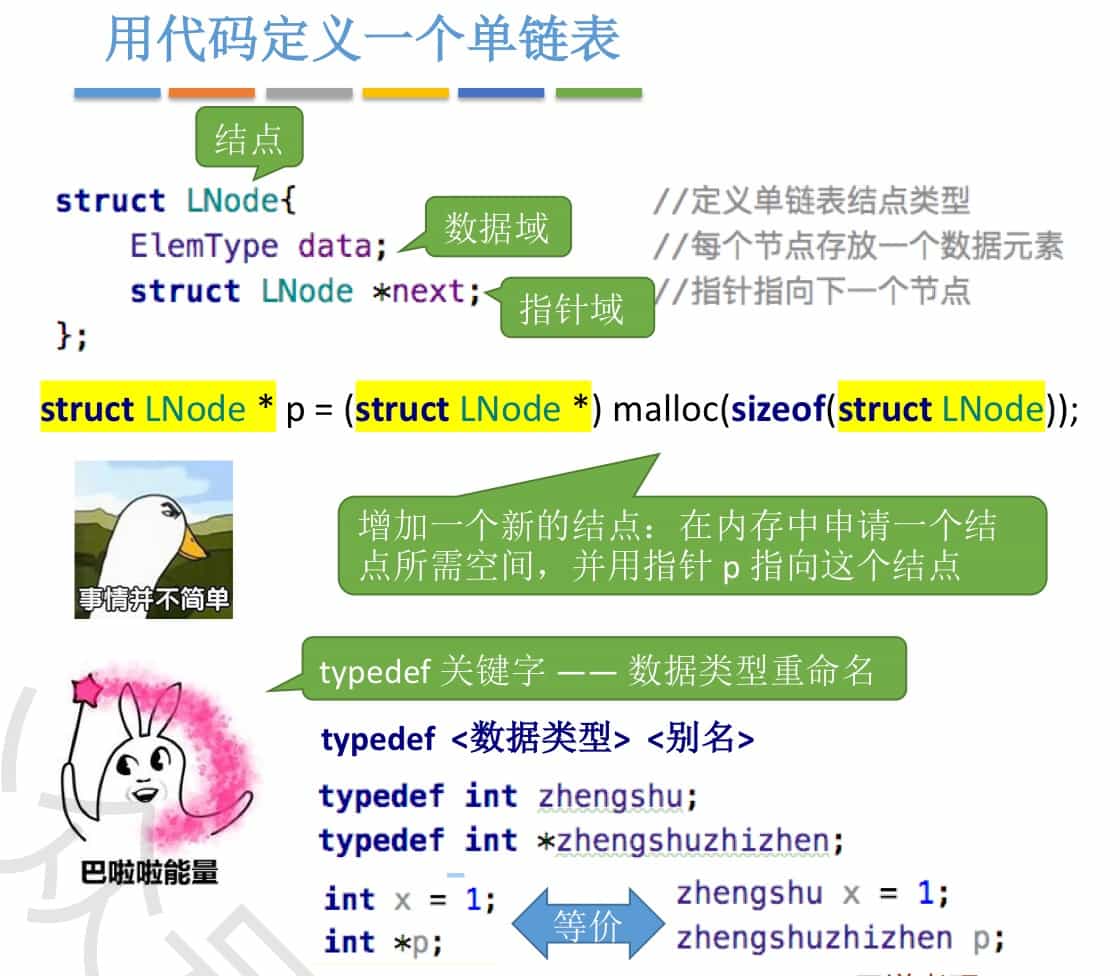 用代码定义一个单链表
结点
struct LNode{ //定义单链表结点类型
ElemType data; 数据域 //每个节点存放一个数据元素
struct LNode *next; 指针域 //指针指向下一个节点
};
struct LNode * p = (struct LNode *) malloc(sizeof(struct LNode));
增加一个新的结点：在内存中申请一个结
点所需空间，并用指针 p 指向这个结点
事情并不简单
typedef 关键字 —— 数据类型重命名
typedef <数据类型> <别名>
typedef int zhengshu;
typedef int *zhengshuzhizhen;
巴啦啦能量
int x = 1; 等价 zhengshu x = 1;
int *p; zhengshuzhizhen p;